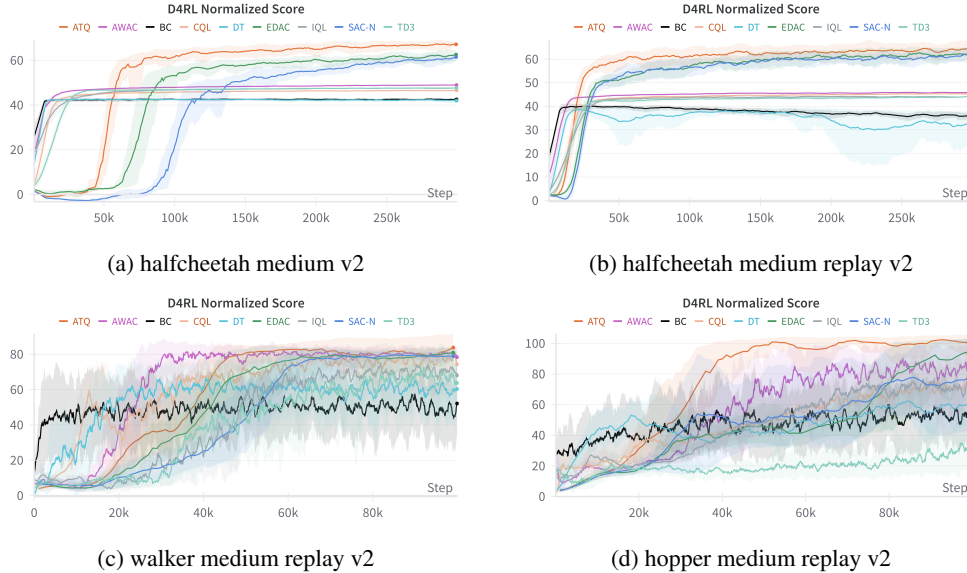 D4RL Normalized Score
ATQ AWAC BC CQL DT EDAC IQL SAC-N TD3
60
40
20
0
Step
50k 100k 150k 200k 250k
(a) halfcheetah medium v2
D4RL Normalized Score
ATQ AWAC BC CQL DT EDAC IQL SAC-N TD3
60
50
40
30
20
10
0
Step
50k 100k 150k 200k 250k
(b) halfcheetah medium replay v2
D4RL Normalized Score
ATQ AWAC BC CQL DT EDAC IQL SAC-N TD3
80
60
40
20
0
Step
0 20k 40k 60k 80k
(c) walker medium replay v2
D4RL Normalized Score
ATQ AWAC BC CQL DT EDAC IQL SAC-N TD3
100
80
60
40
20
0
Step
20k 40k 60k 80k
(d) hopper medium replay v2